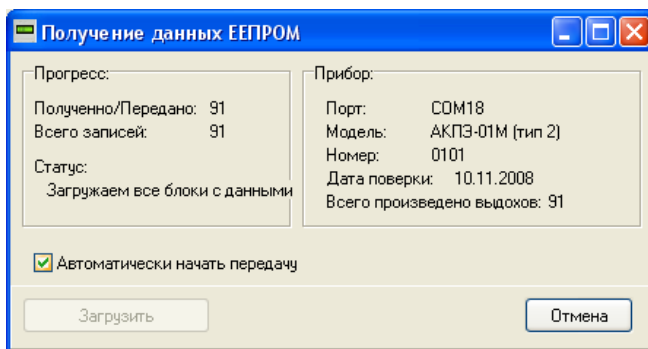 Получение данных ЕЕПРОМ
Прогресс:
Полученно/Передано: 91
Всего записей: 91
Статус:
Загружаем все блоки с данными
Прибор:
Порт: COM18
Модель: АКПЭ-01М (тип 2)
Номер: 0101
Дата поверки: 10.11.2008
Всего произведено выдохов: 91
Автоматически начать передачу
Загрузить
Отмена